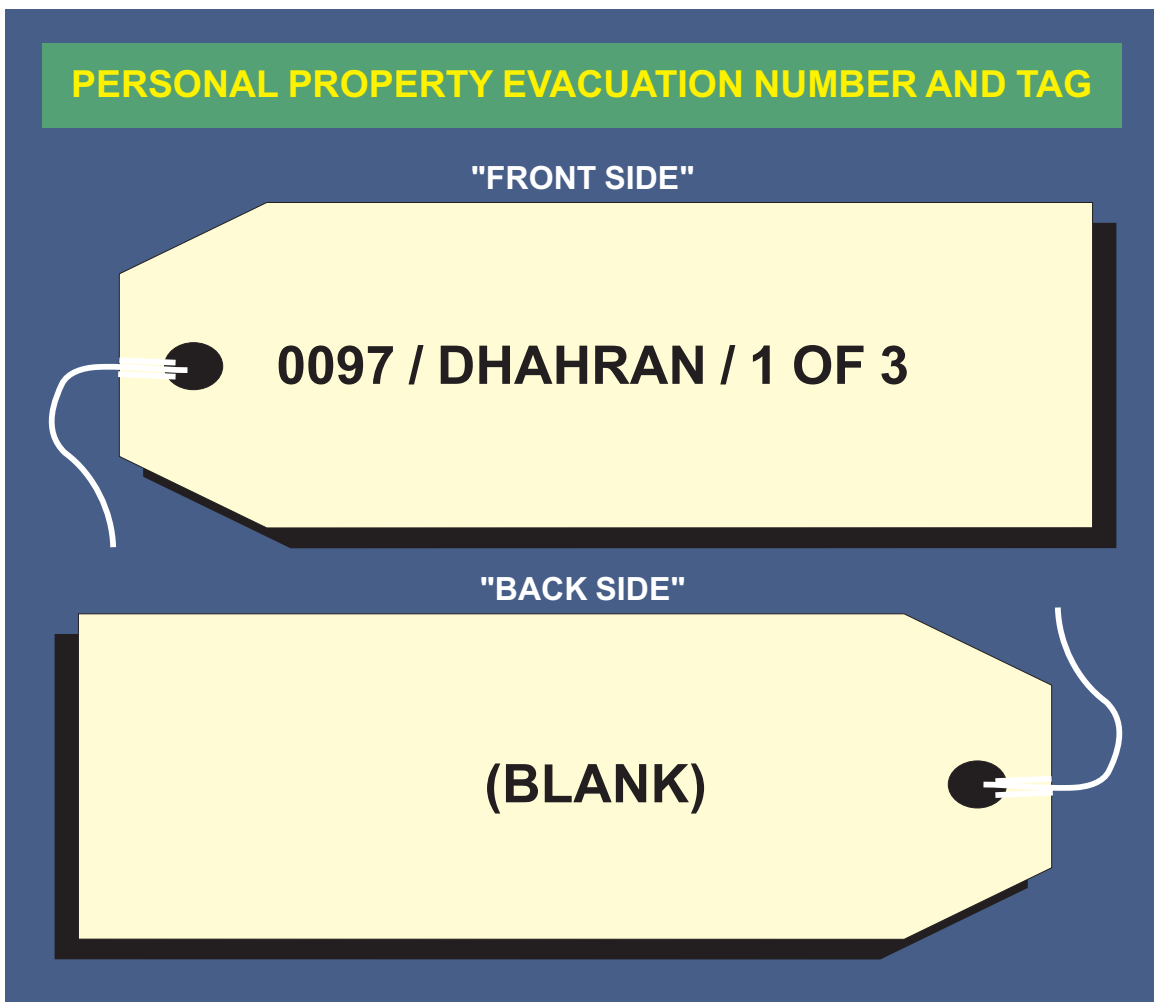 PERSONAL PROPERTY EVACUATION NUMBER AND TAG
"FRONT SIDE"
0097 / DHAHRAN / 1 OF 3
"BACK SIDE"
(BLANK)